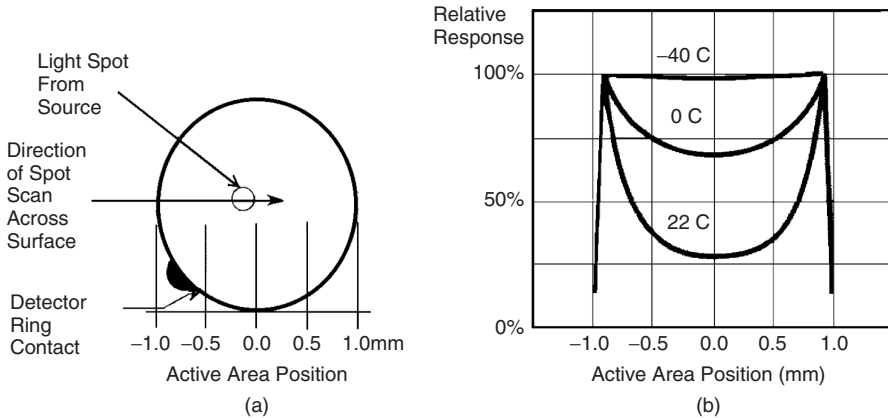 Light Spot
From
Source
Direction
of Spot
Scan
Across
Surface
Detector
Ring
Contact
−1.0 −0.5 0.0 0.5 1.0mm
Active Area Position
(a)
Relative
Response
−40 C
100%
0 C
50%
22 C
0%
−1.0 −0.5 0.0 0.5 1.0
Active Area Position (mm)
(b)